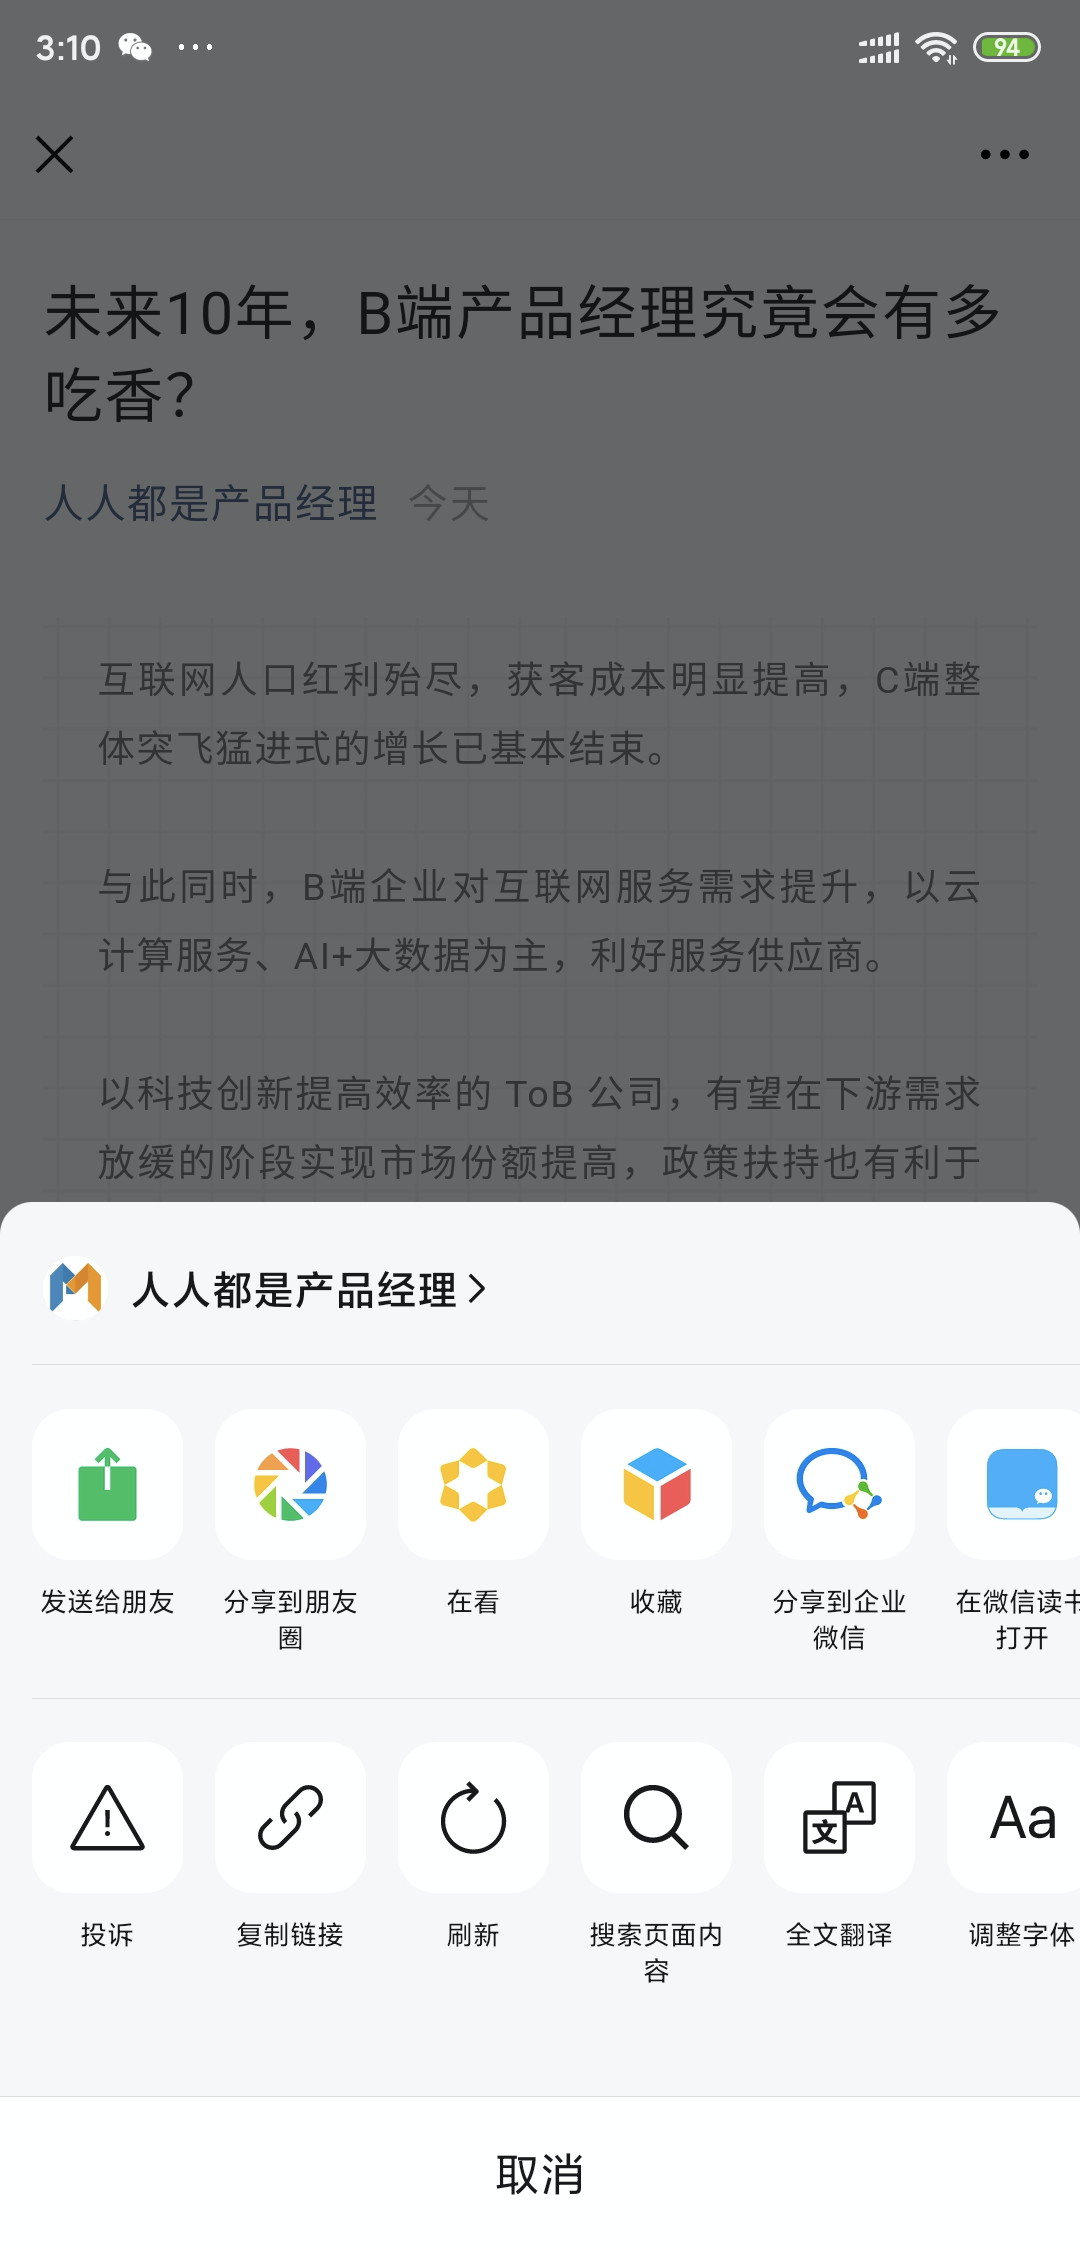 3:10
94
未来10年，B端产品经理究竟会有多
吃香？
人人都是产品经理 今天
互联网人口红利殆尽，获客成本明显提高，C端整
体突飞猛进式的增长已基本结束。
与此同时，B端企业对互联网服务需求提升，以云
计算服务、AI+大数据为主，利好服务供应商。
以科技创新提高效率的 ToB 公司，有望在下游需求
放缓的阶段实现市场份额提高，政策扶持也有利于
人人都是产品经理
发送给朋友
分享到朋友
圈
在看
收藏
分享到企业
微信
在微信读书
打开
A
文
Aa
投诉
复制链接
刷新
搜索页面内
容
全文翻译
调整字体
取消